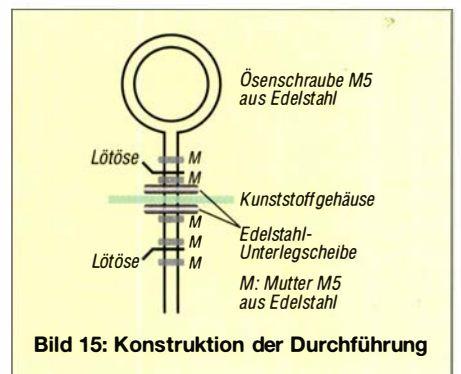 Ösenschraube M5
aus Edelstahl
Lötöse
M
M
Kunststoffgehäuse
M
Edelstahl-
Unterlegscheibe
M
Lötöse
M
M: Mutter M5
aus Edelstahl
Bild 15: Konstruktion der Durchführung